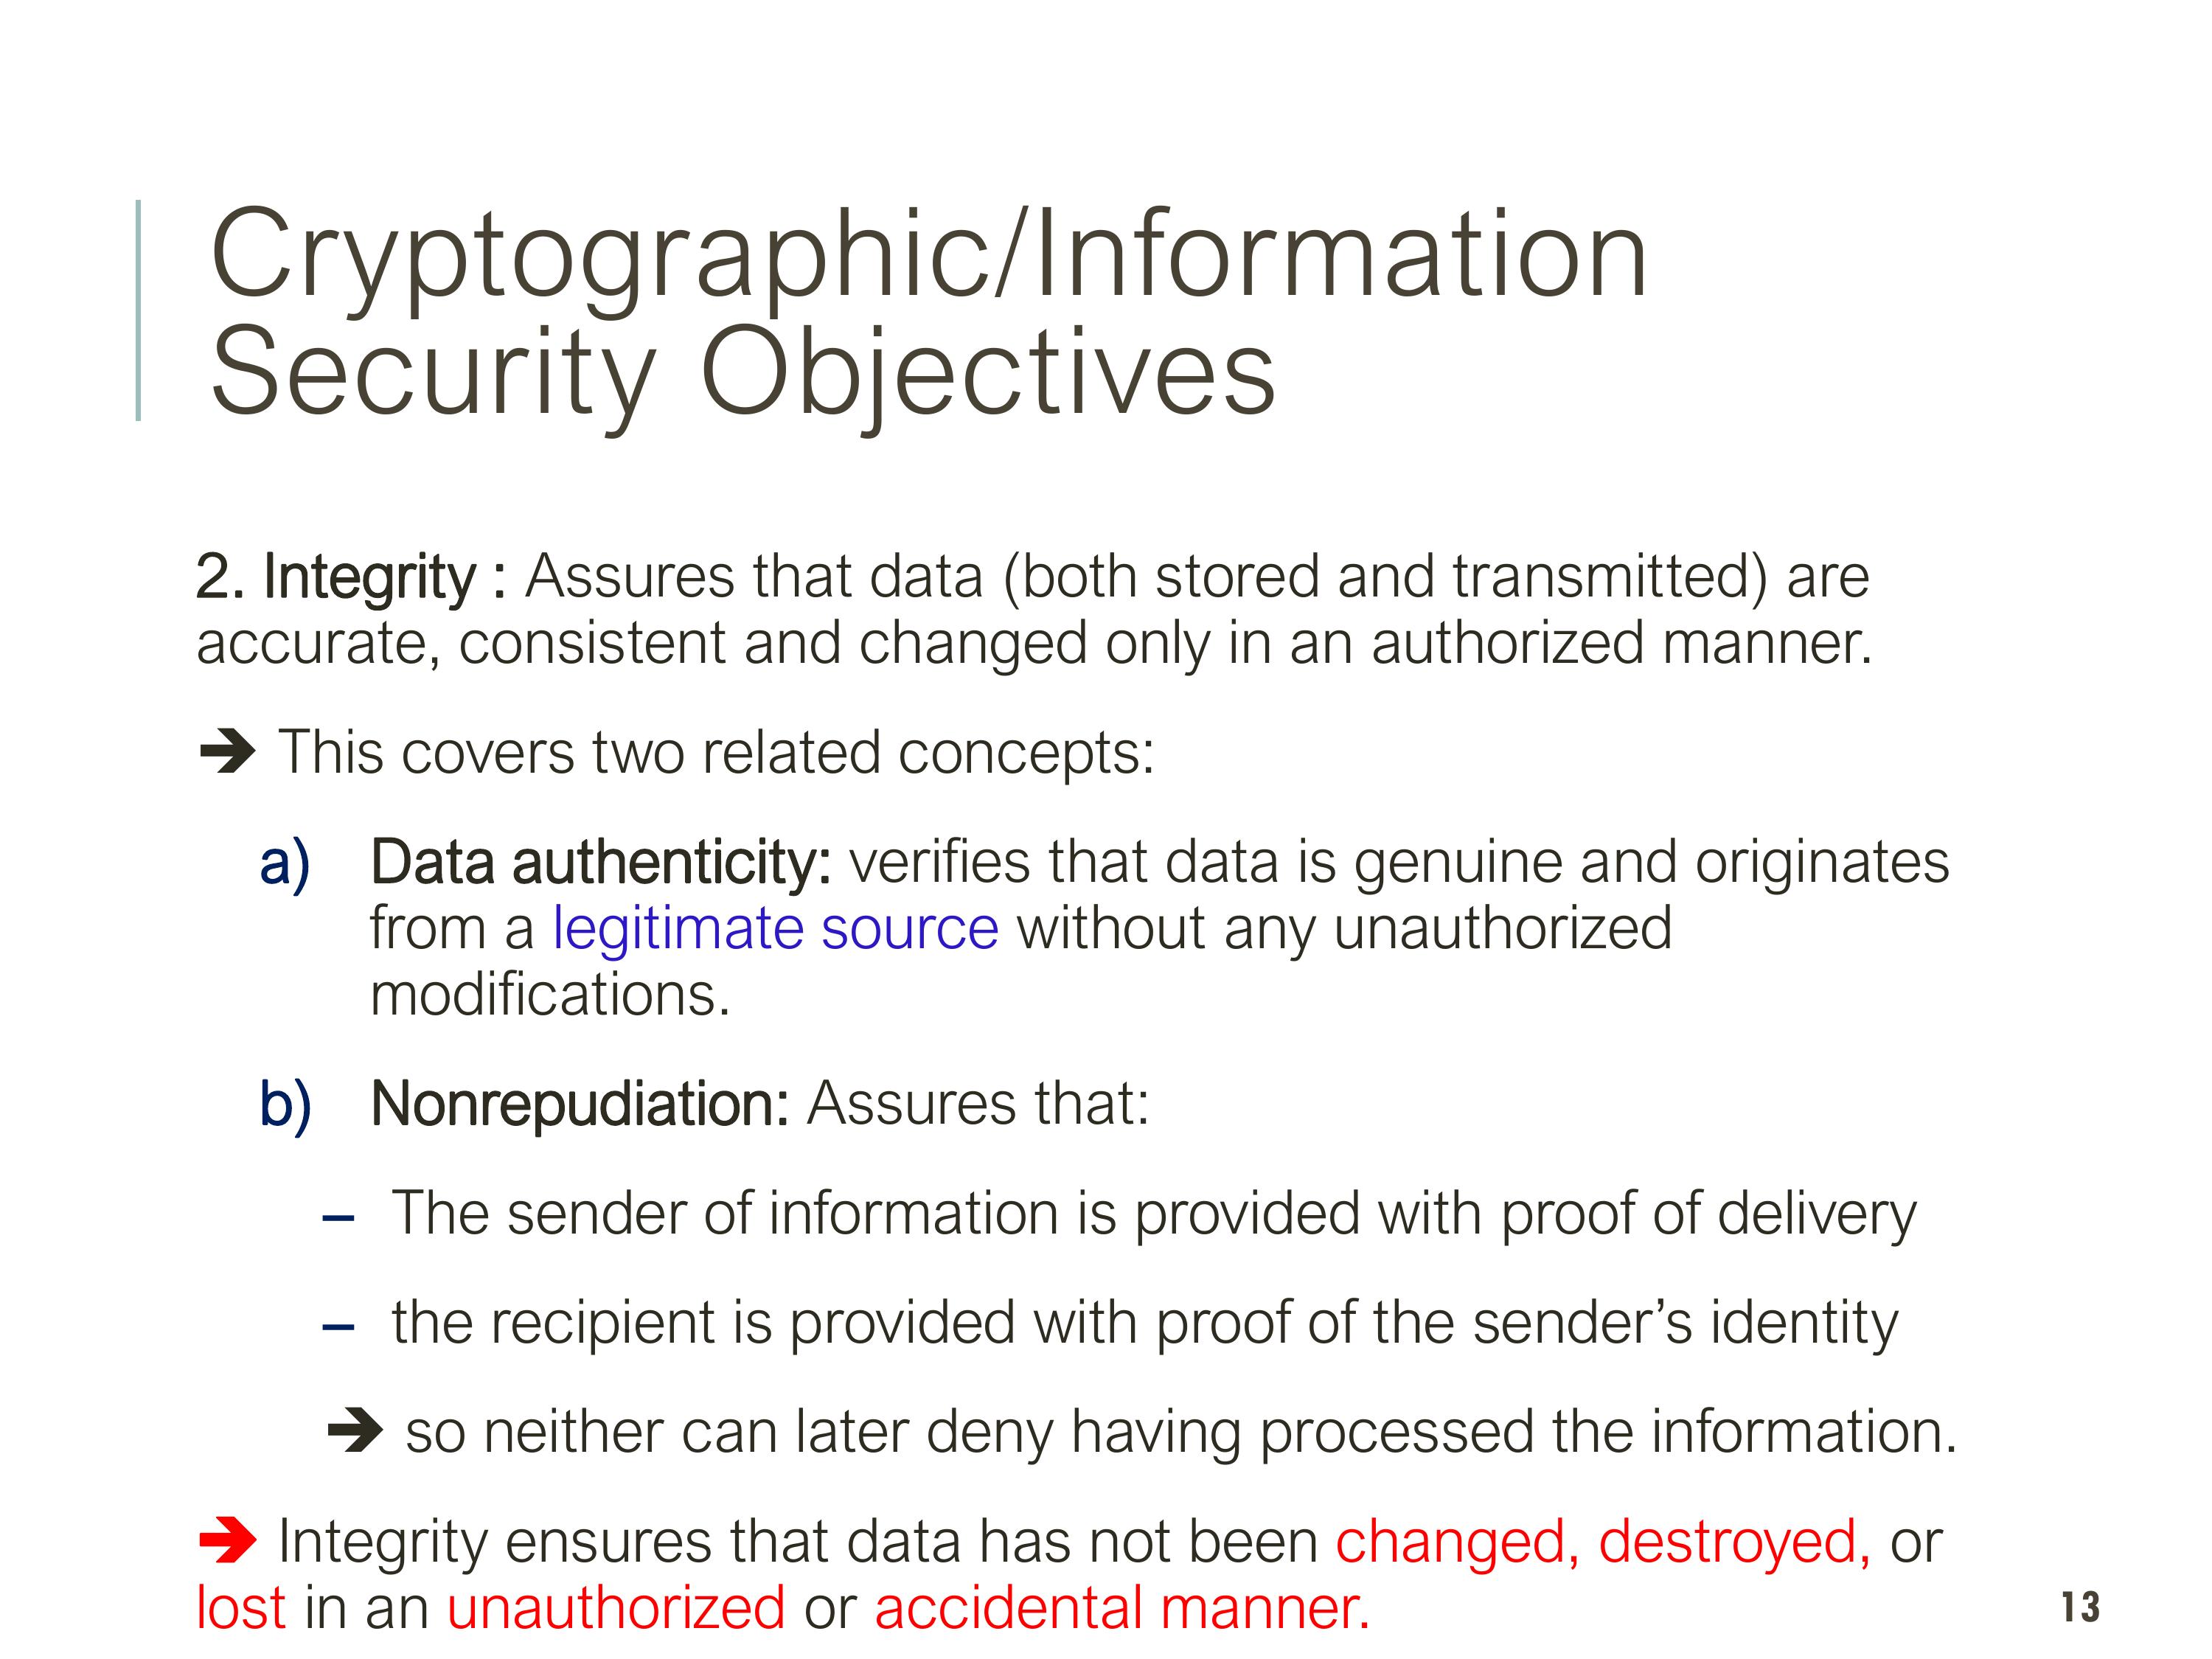 Cryptographic/Information
Security Objectives
2. Integrity : Assures that data (both stored and transmitted) are
accurate, consistent and changed only in an authorized manner.
➔ This covers two related concepts:
a) Data authenticity: verifies that data is genuine and originates
from a legitimate source without any unauthorized
modifications.
b) Nonrepudiation: Assures that:
– The sender of information is provided with proof of delivery
– the recipient is provided with proof of the sender’s identity
➔ so neither can later deny having processed the information.
➔ Integrity ensures that data has not been changed, destroyed, or
lost in an unauthorized or accidental manner.
13